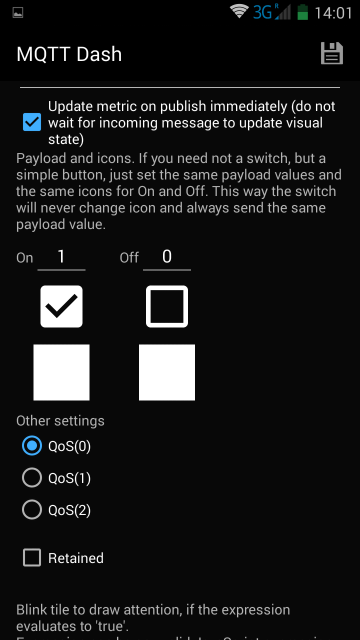 3G R 14:01
MQTT Dash
Update metric on publish immediately (do not
wait for incoming message to update visual
state)
Payload and icons. If you need not a switch, but a
simple button, just set the same payload values and
the same icons for On and Off. This way the switch
will never change icon and always send the same
payload value.
On 1 Off 0
Other settings
QoS(0)
QoS(1)
QoS(2)
Retained
Blink tile to draw attention, if the expression
evaluates to 'true'.